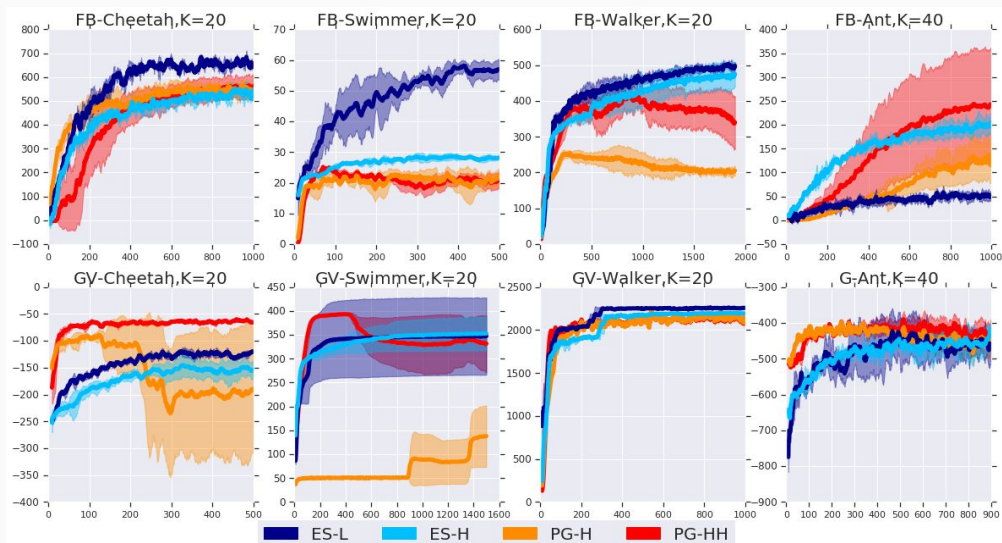 FB-Cheetah,K=20 FB-Swimmer,K=20 FB-Walker,K=20 FB-Ant,K=40
800 70 600 400
700 60 500 350
600 50 400 300
500 40 300 250
400 30 200 200
300 20 100 150
200 10 0 100
100 0 50
0 0
−100 −50
0 200 400 600 800 1000 0 100 200 300 400 500 0 500 1000 1500 2000 0 200 400 600 800 1000
GV-Cheetah,K=20 GV-Swimmer,K=20 GV-Walker,K=20 G-Ant,K=40
0 450 2500 −300
−50 400 2000 −400
−100 350 1500 −500
−150 300 1000 −600
−200 250 500 −700
−250 200 0 −800
−300 150 −900
−350 100
−400 50
0
0 100 200 300 400 500 0 200 400 600 800 1000 1200 1400 1600 0 200 400 600 800 1000 0 100 200 300 400 500 600 700 800 900
ES-L ES-H PG-H PG-HH